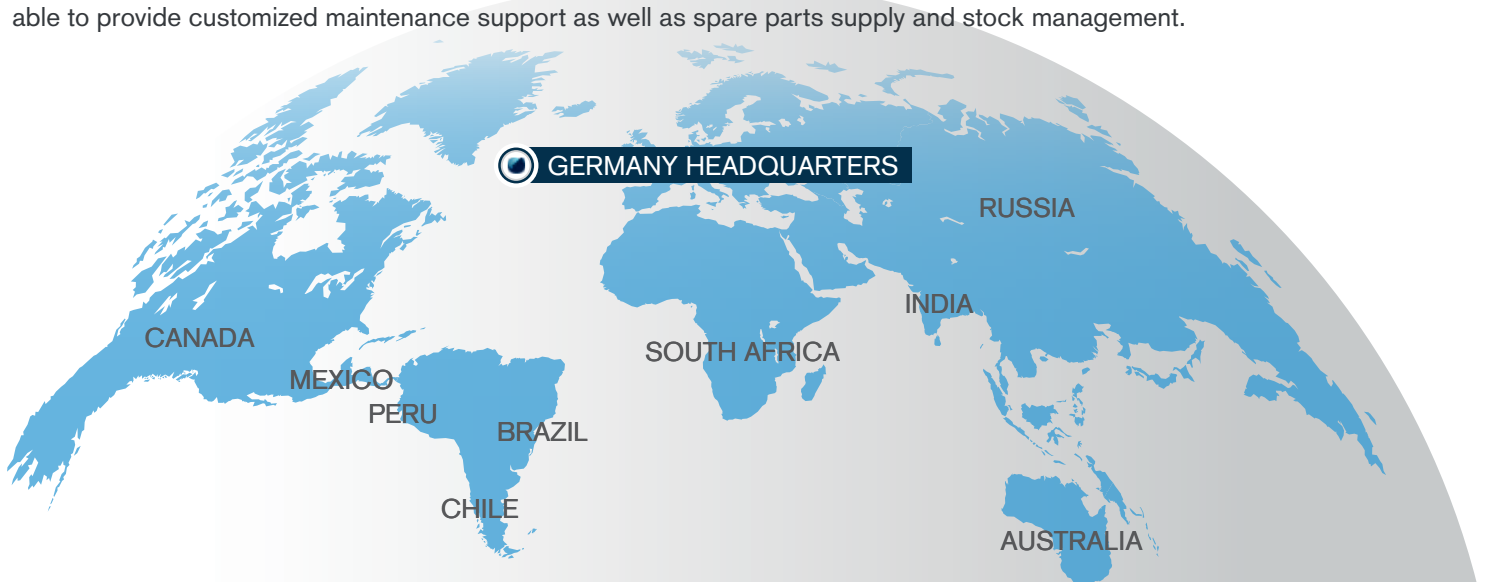 able to provide customized maintenance support as well as spare parts supply and stock management.
GERMANY HEADQUARTERS
RUSSIA
INDIA
CANADA
SOUTH AFRICA
MEXICO
PERU
BRAZIL
CHILE
AUSTRALIA